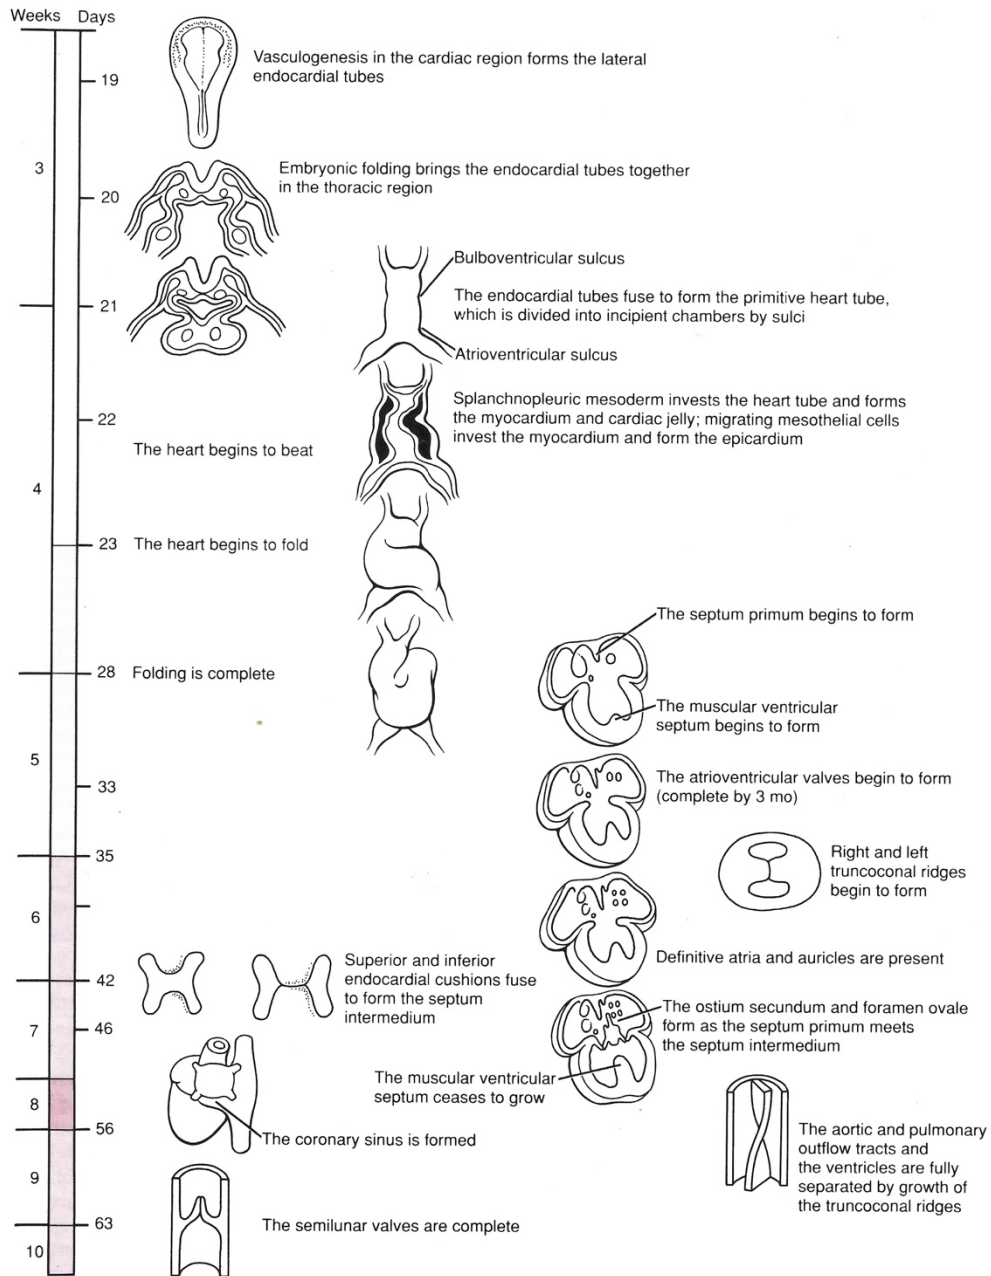 Weeks Days
Vasculogenesis in the cardiac region forms the lateral
endocardial tubes
19
3
Embryonic folding brings the endocardial tubes together
in the thoracic region
20
Bulboventricular sulcus
21
The endocardial tubes fuse to form the primitive heart tube,
which is divided into incipient chambers by sulci
Atrioventricular sulcus
Splanchnopleuric mesoderm invests the heart tube and forms
the myocardium and cardiac jelly; migrating mesothelial cells
invest the myocardium and form the epicardium
22
The heart begins to beat
4
23
The heart begins to fold
The septum primum begins to form
28
Folding is complete
The muscular ventricular
septum begins to form
5
33
The atrioventricular valves begin to form
(complete by 3 mo)
35
Right and left
truncoconal ridges
begin to form
6
Definitive atria and auricles are present
Superior and inferior
endocardial cushions fuse
to form the septum
intermedium
42
The ostium secundum and foramen ovale
form as the septum primum meets
the septum intermedium
7
46
The muscular ventricular
septum ceases to grow
8
56
The coronary sinus is formed
The aortic and pulmonary
outflow tracts and
the ventricles are fully
separated by growth of
the truncoconal ridges
9
63
The semilunar valves are complete
10